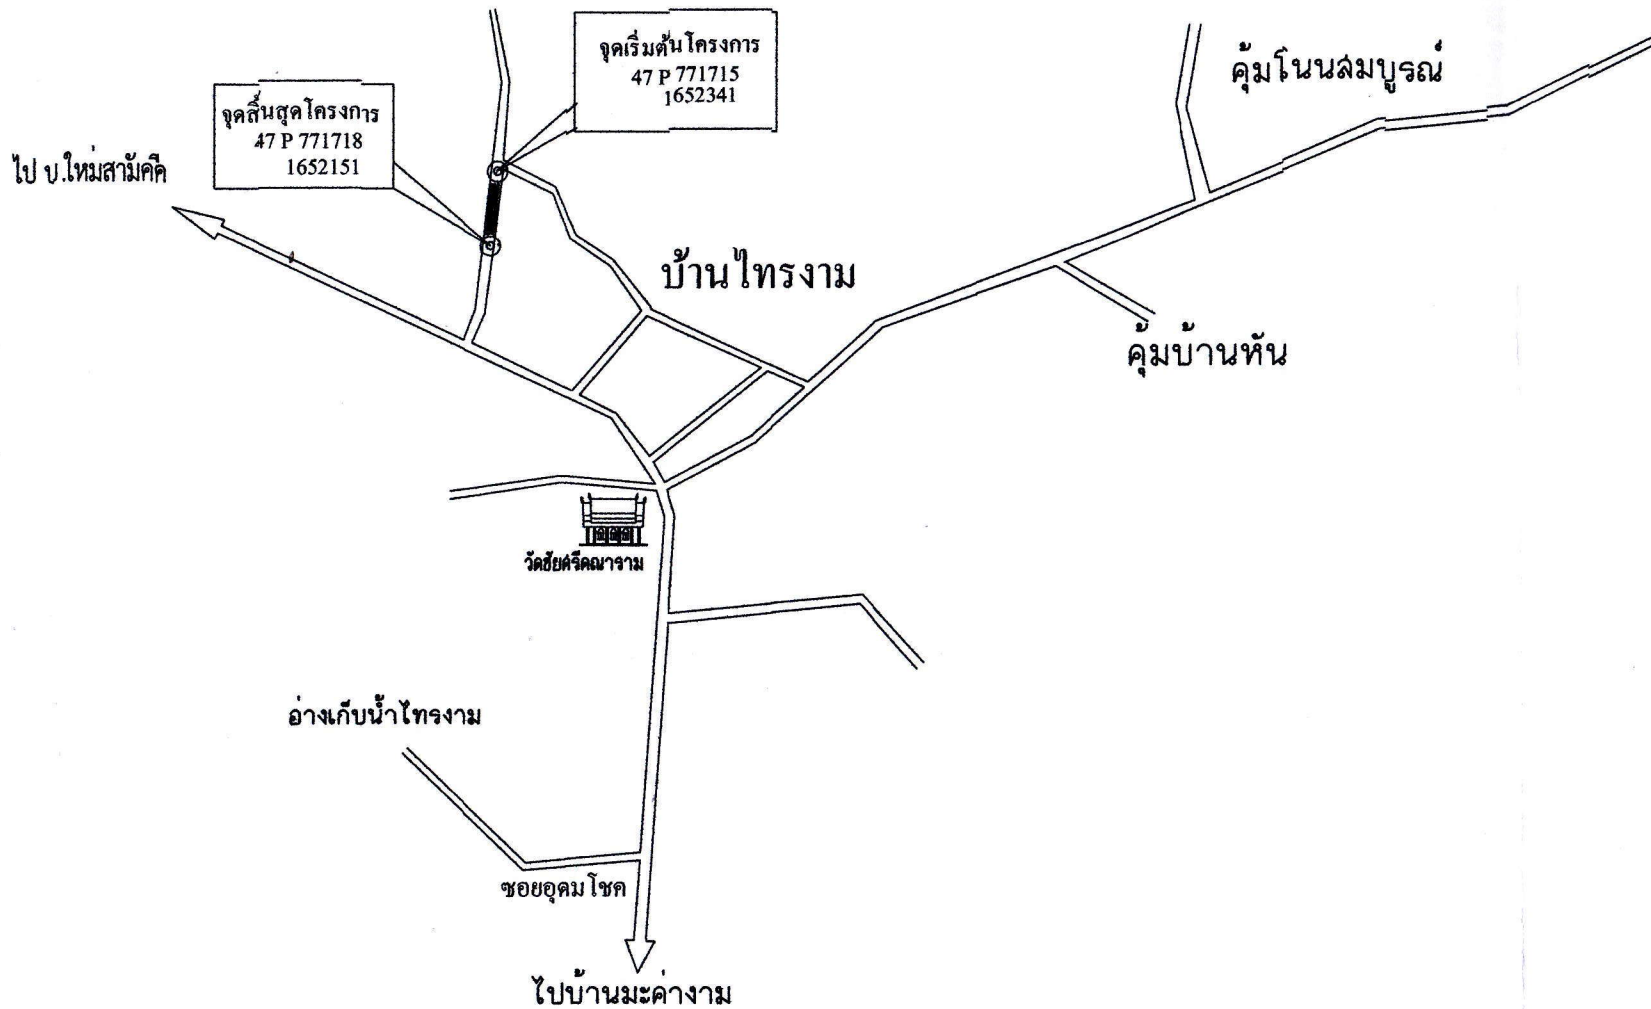 จุดเริ่มต้นโครงการ
47 P 771715
1652341
คุ้มโนนสมบูรณ์
จุดสิ้นสุดโครงการ
47 P 771718
1652151
ไป บ.ใหม่สามัคคี
บ้านไทรงาม
คุ้มบ้านหัน
วัดชัยศรีคณาราม
อ่างเก็บน้ำไทรงาม
ซอยอุดมโชค
ไปบ้านมะค่างาม